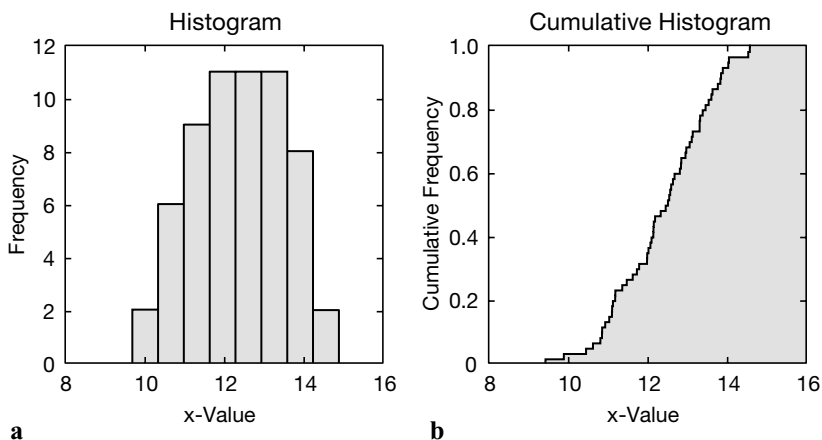 Histogram
12
10
8
6
4
2
0
Frequency
8 10 12 14 16
x-Value
a
Cumulative Histogram
1.0
0.8
0.6
0.4
0.2
0
Cumulative Frequency
8 10 12 14 16
x-Value
b